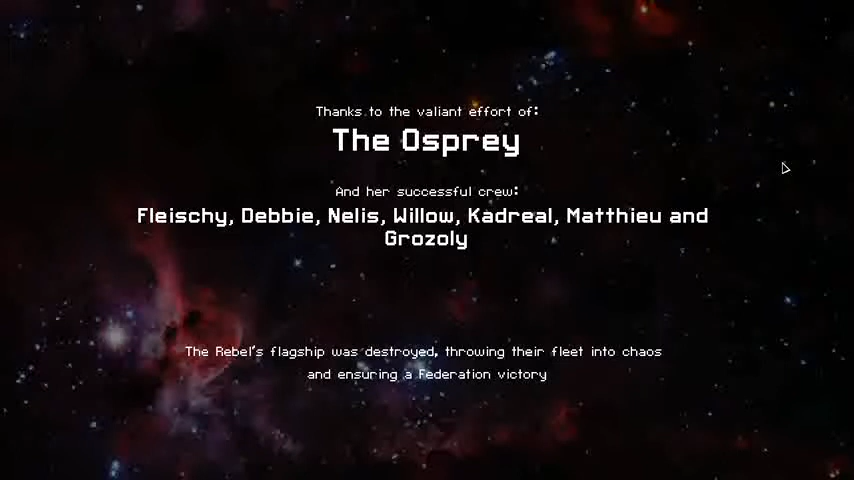 Thanks to the valiant effort of:
The Osprey
And her successful crew:
Fleischy, Debbie, Nelis, Willow, Kadreal, Matthieu and
Grozoly
The Rebel's flagship was destroyed, throwing their fleet into chaos
and ensuring a Federation victory